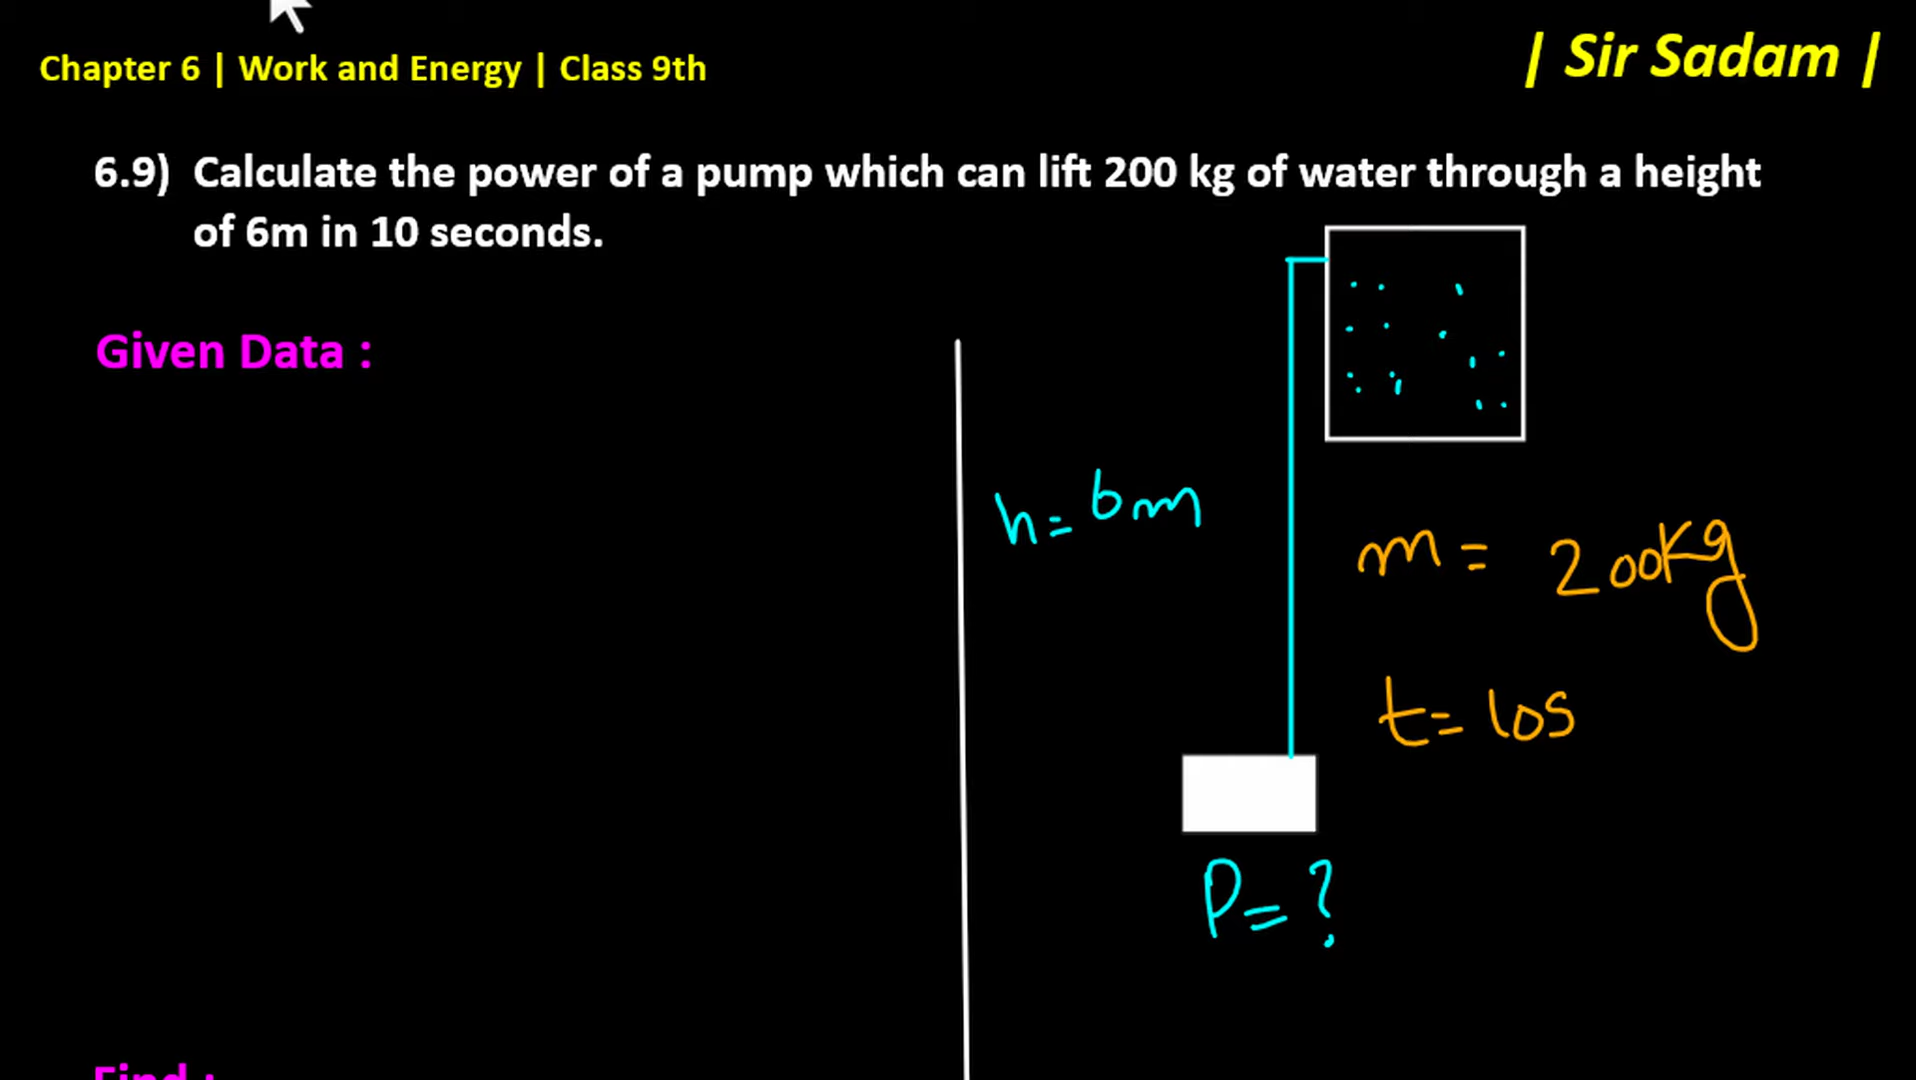 Chapter 6 | Work and Energy | Class 9th
| Sir Sadam |
6.9) Calculate the power of a pump which can lift 200 kg of water through a height
of 6m in 10 seconds.
Given Data :
h = 6m
m = 200Kg
t = 10s
P = ?
Find :